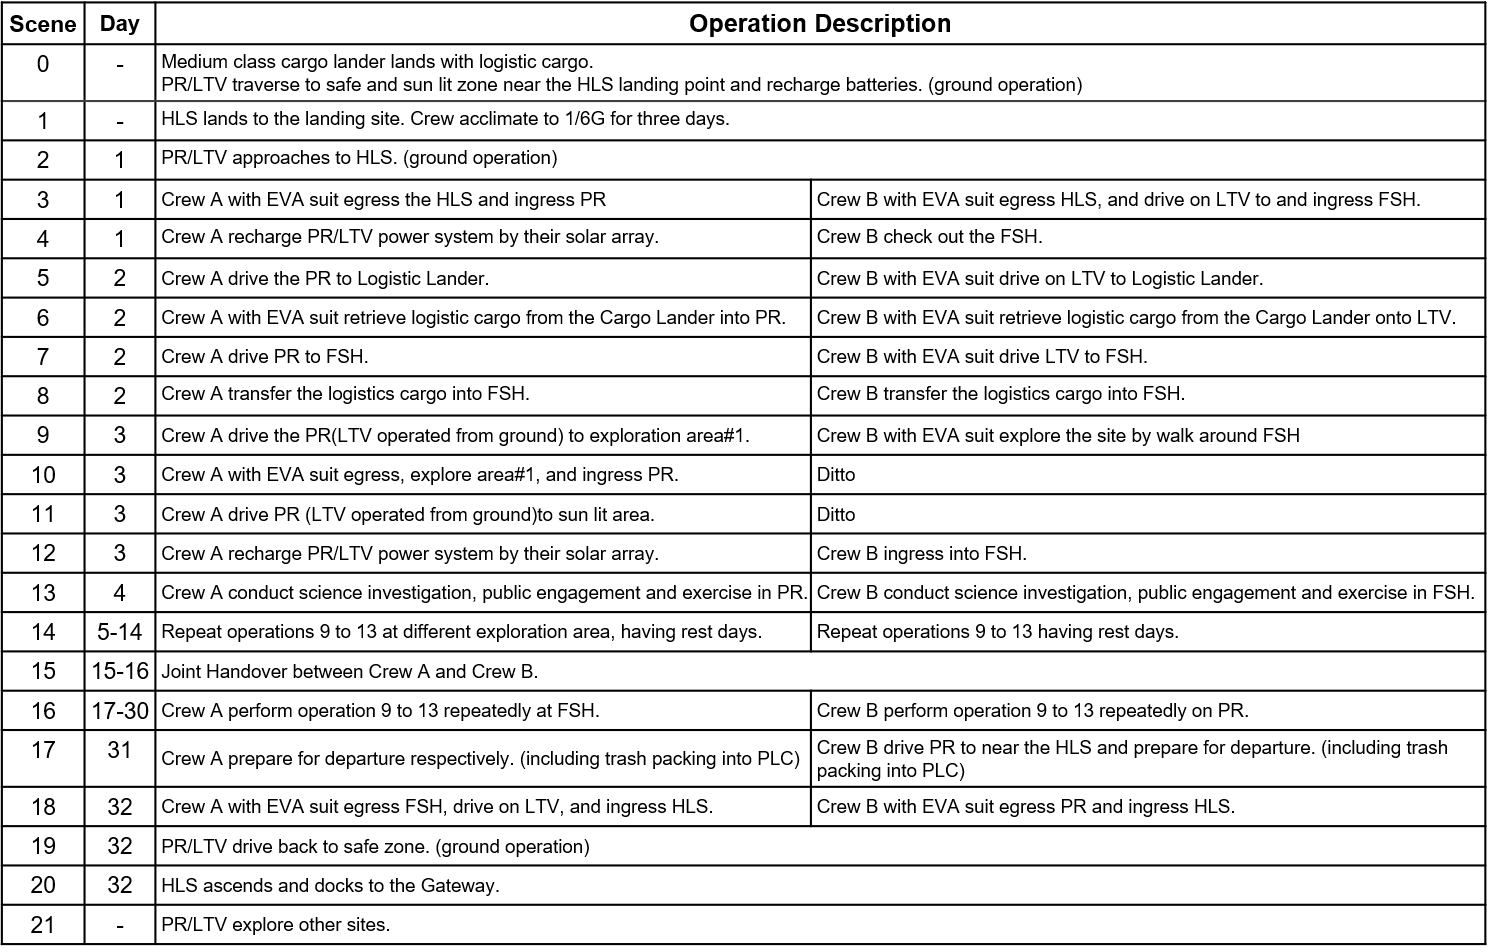 Scene Day Operation Description
0 - Medium class cargo lander lands with logistic cargo.
PR/LTV traverse to safe and sun lit zone near the HLS landing point and recharge batteries. (ground operation)
1 - HLS lands to the landing site. Crew acclimate to 1/6G for three days.
2 1 PR/LTV approaches to HLS. (ground operation)
3 1 Crew A with EVA suit egress the HLS and ingress PR Crew B with EVA suit egress HLS, and drive on LTV to and ingress FSH.
4 1 Crew A recharge PR/LTV power system by their solar array. Crew B check out the FSH.
5 2 Crew A drive the PR to Logistic Lander. Crew B with EVA suit drive on LTV to Logistic Lander.
6 2 Crew A with EVA suit retrieve logistic cargo from the Cargo Lander into PR. Crew B with EVA suit retrieve logistic cargo from the Cargo Lander onto LTV.
7 2 Crew A drive PR to FSH. Crew B with EVA suit drive LTV to FSH.
8 2 Crew A transfer the logistics cargo into FSH. Crew B transfer the logistics cargo into FSH.
9 3 Crew A drive the PR(LTV operated from ground) to exploration area#1. Crew B with EVA suit explore the site by walk around FSH
10 3 Crew A with EVA suit egress, explore area#1, and ingress PR. Ditto
11 3 Crew A drive PR (LTV operated from ground)to sun lit area. Ditto
12 3 Crew A recharge PR/LTV power system by their solar array. Crew B ingress into FSH.
13 4 Crew A conduct science investigation, public engagement and exercise in PR. Crew B conduct science investigation, public engagement and exercise in FSH.
14 5-14 Repeat operations 9 to 13 at different exploration area, having rest days. Repeat operations 9 to 13 having rest days.
15 15-16 Joint Handover between Crew A and Crew B.
16 17-30 Crew A perform operation 9 to 13 repeatedly at FSH. Crew B perform operation 9 to 13 repeatedly on PR.
17 31 Crew A prepare for departure respectively. (including trash packing into PLC) Crew B drive PR to near the HLS and prepare for departure. (including trash
packing into PLC)
18 32 Crew A with EVA suit egress FSH, drive on LTV, and ingress HLS. Crew B with EVA suit egress PR and ingress HLS.
19 32 PR/LTV drive back to safe zone. (ground operation)
20 32 HLS ascends and docks to the Gateway.
21 - PR/LTV explore other sites.